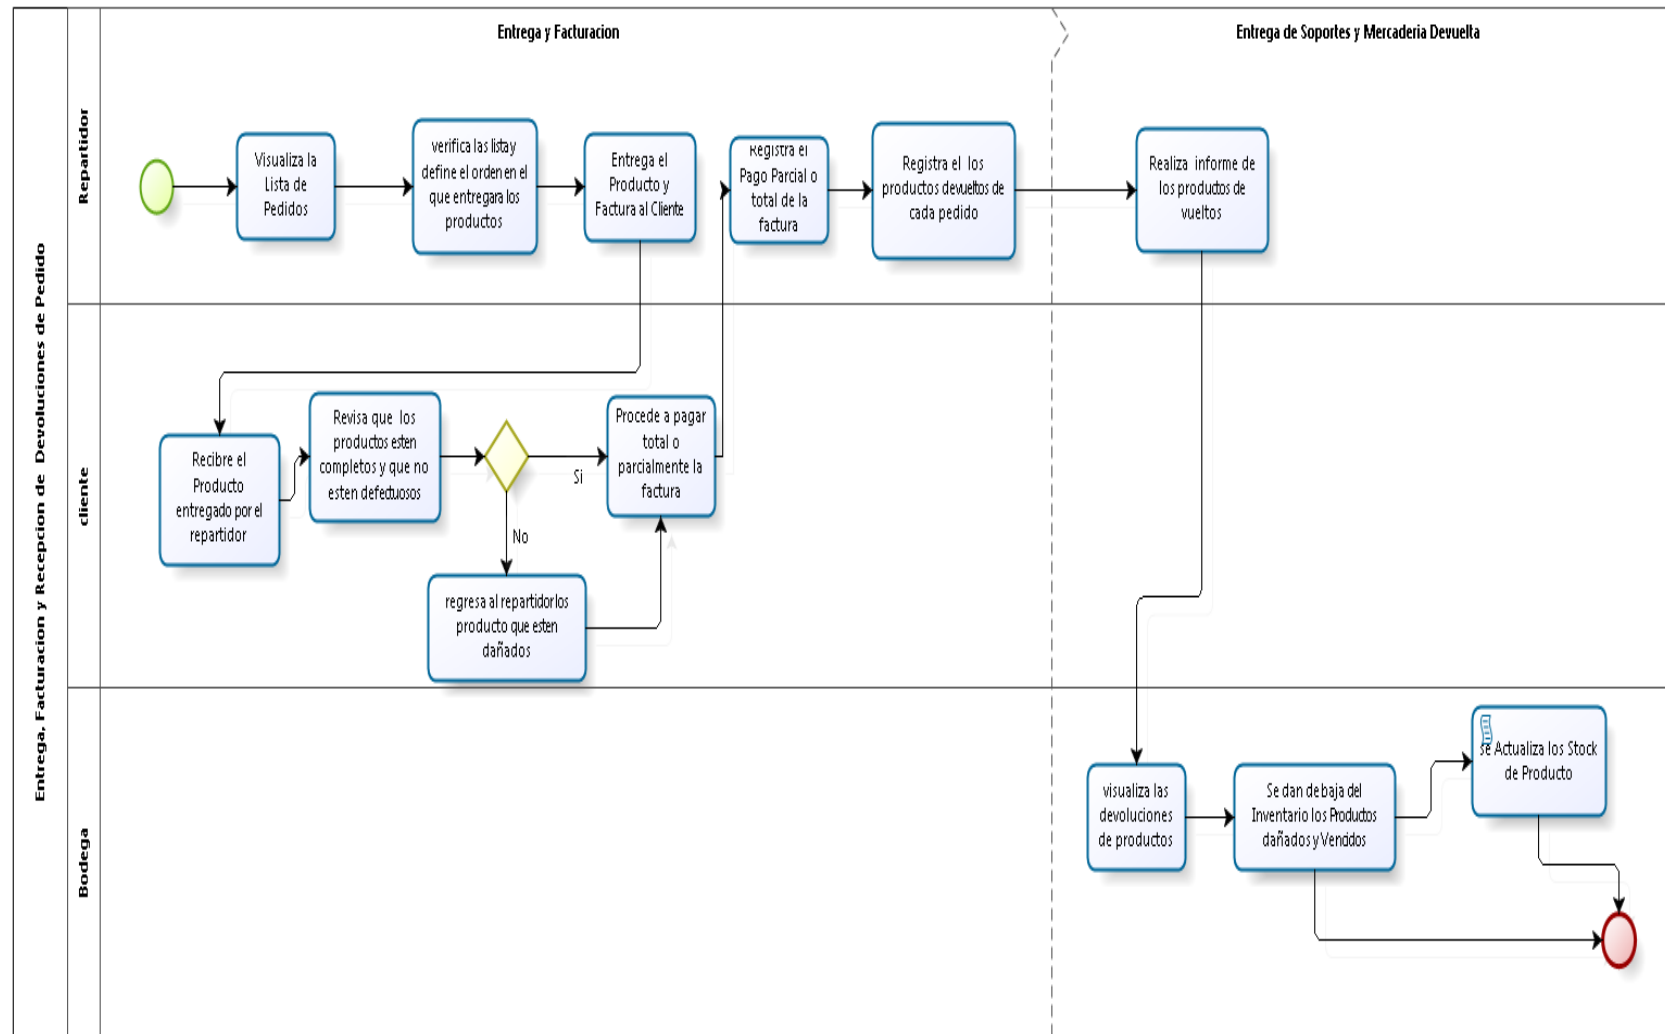 Entrega, Facturacion y Recepcion de Devoluciones de Pedido
Entrega y Facturacion
Entrega de Soportes y Mercaderia Devuelta
Repartidor
Visualiza la
Lista de
Pedidos
verifica las listay
define el orden en el
que entregara los
productos
Entrega el
Producto y
Factura al Cliente
Registra el
Pago Parcial o
total de la
factura
Registra el los
productos devueltos de
cada pedido
Realiza informe de
los productos de
vueltos
cliente
Recibre el
Producto
entregado por el
repartidor
Revisa que los
productos esten
completos y que no
esten defectuosos
Si
No
Procede a pagar
total o
parcialmente la
factura
regresa al repartidor los
producto que esten
dañados
Bodega
visualiza las
devoluciones
de productos
Se dan de baja del
Inventario los Productos
dañados y Vencidos
se Actualiza los Stock
de Producto